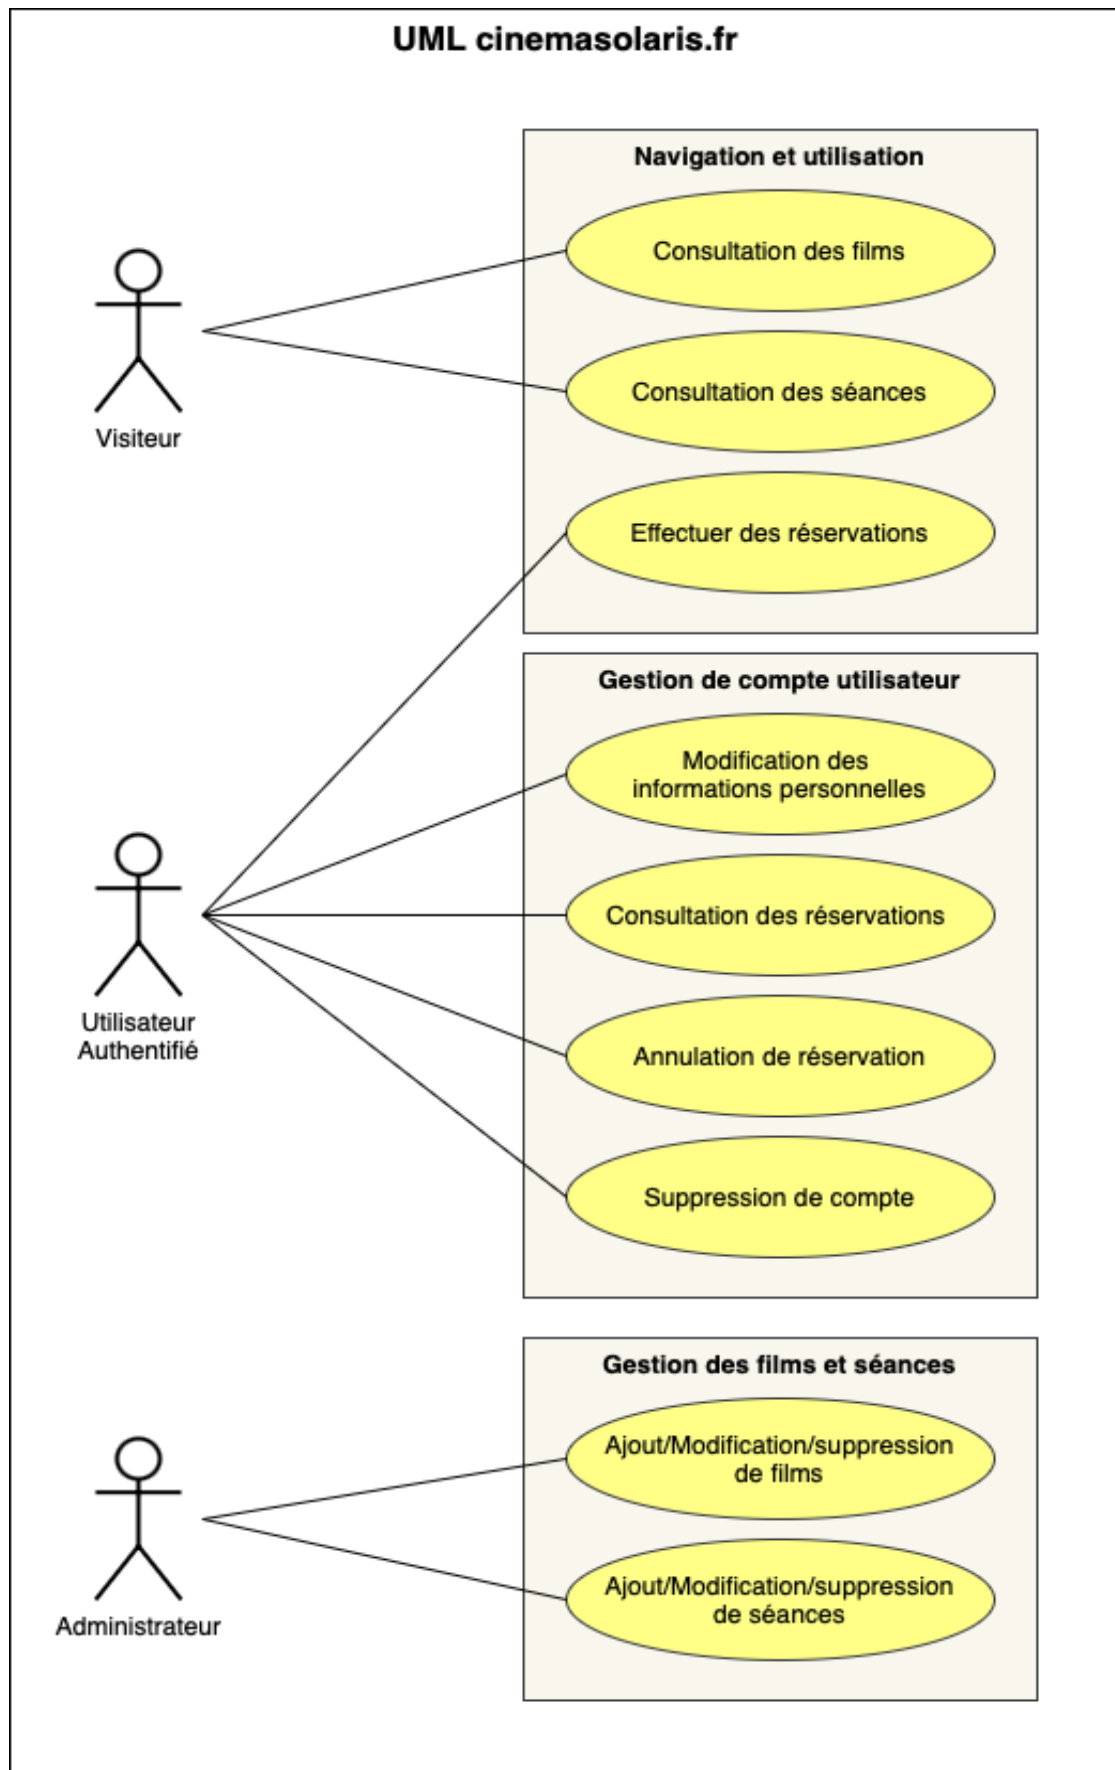 UML cinemasolaris.fr
Navigation et utilisation
Consultation des films
Consultation des séances
Effectuer des réservations
Visiteur
Gestion de compte utilisateur
Modification des
informations personnelles
Consultation des réservations
Annulation de réservation
Suppression de compte
Utilisateur
Authentifié
Gestion des films et séances
Ajout/Modification/suppression
de films
Ajout/Modification/suppression
de séances
Administrateur